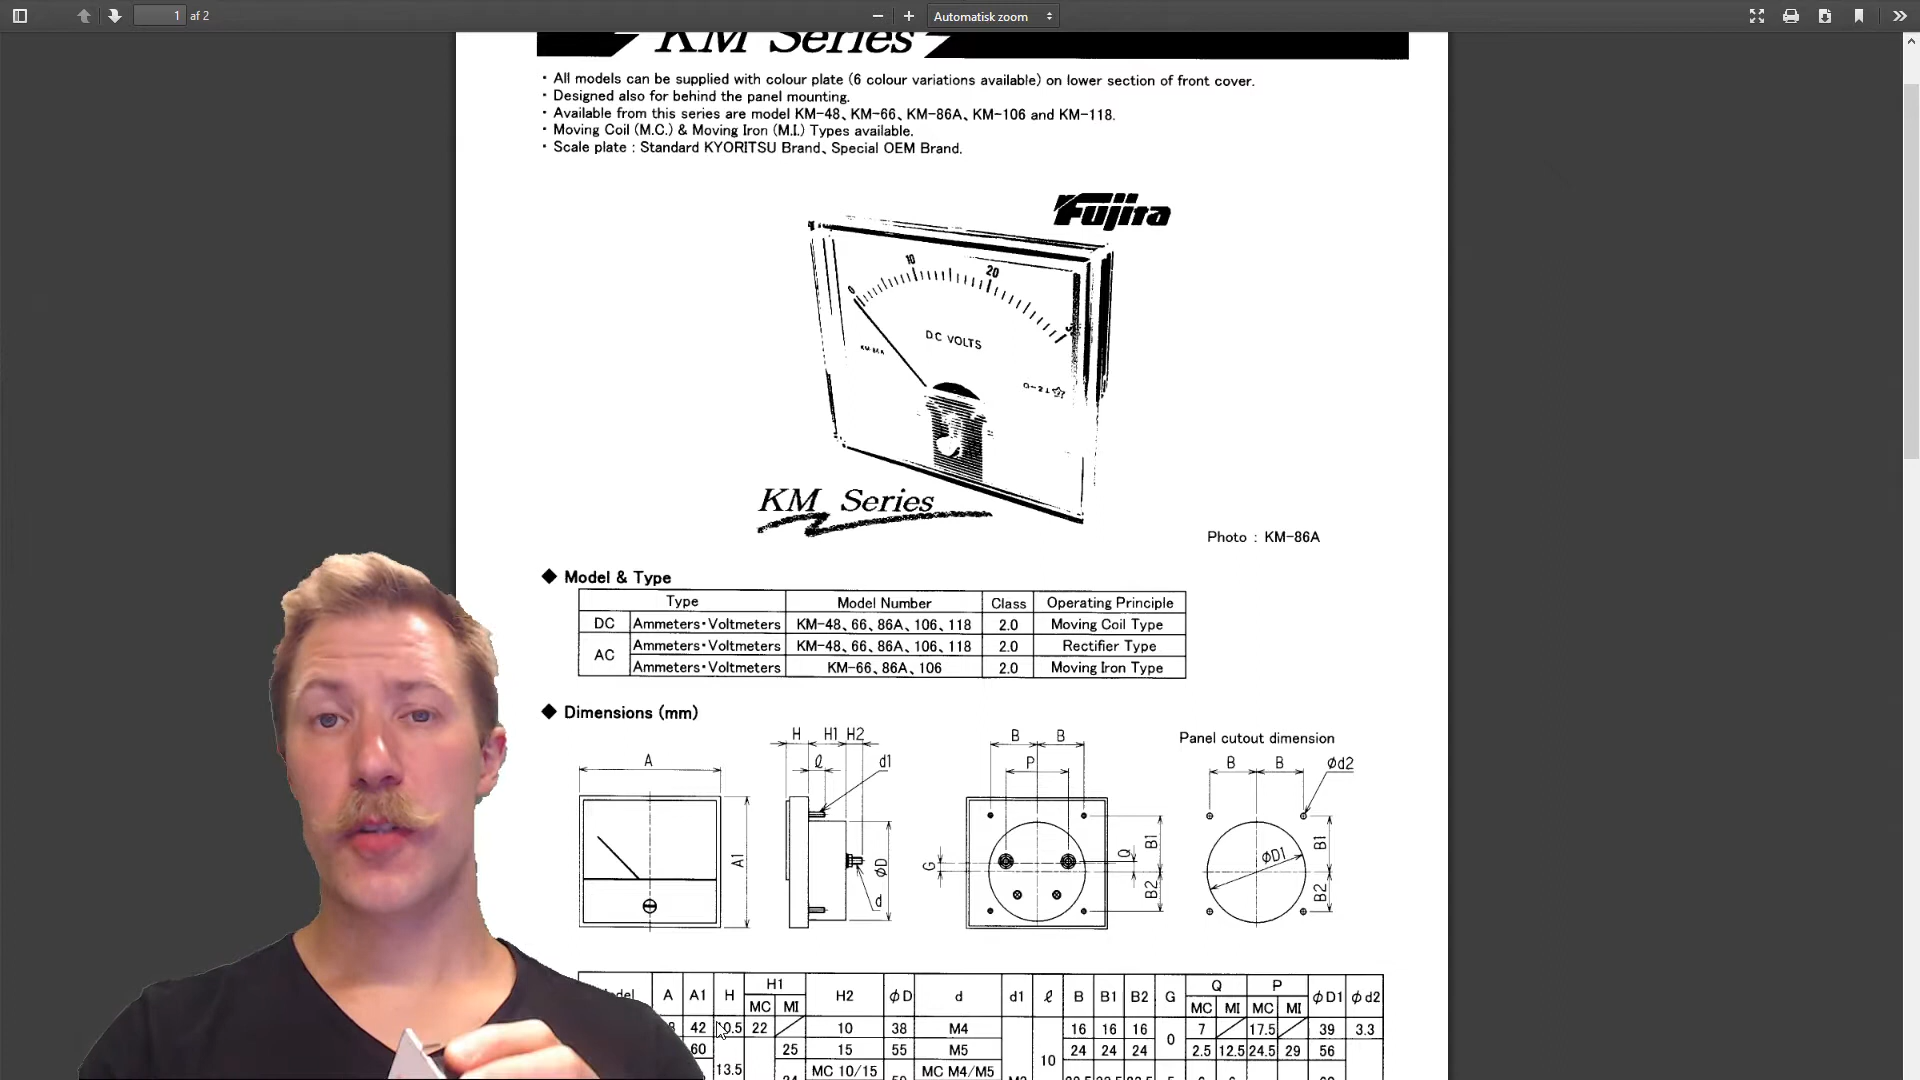 1 af 2 Automatisk zoom
KM Series
・All models can be supplied with colour plate (6 colour variations available) on lower section of front cover.
・Designed also for behind the panel mounting.
・Available from this series are model KM-48、KM-66、KM-86A、KM-106 and KM-118.
・Moving Coil (M.C.) & Moving Iron (M.I.) Types available.
・Scale plate : Standard KYORITSU Brand、Special OEM Brand.
Fujita
0 10 20
DC VOLTS
KM Series
Photo : KM-86A
◆ Model & Type
Type Model Number Class Operating Principle
DC Ammeters・Voltmeters KM-48、66、86A、106、118 2.0 Moving Coil Type
AC Ammeters・Voltmeters KM-48、66、86A、106、118 2.0 Rectifier Type
Ammeters・Voltmeters KM-66、86A、106 2.0 Moving Iron Type
◆ Dimensions (mm)
Panel cutout dimension
H H1 H2 B B
A ℓ d1 P B B φd2
A1 φD d G Q B1 B2 φD1 B1 B2
A A1 H H1 H2 φD d d1 ℓ B B1 B2 G Q P φD1 φd2
MC MI MC MI MC MI
42 22 10 38 M4 16 16 16 0 7 17.5 39 3.3
60 25 15 55 M5 24 24 24 2.5 12.5 24.5 29 56
13.5 MC 10/15 MC M4/M5 10